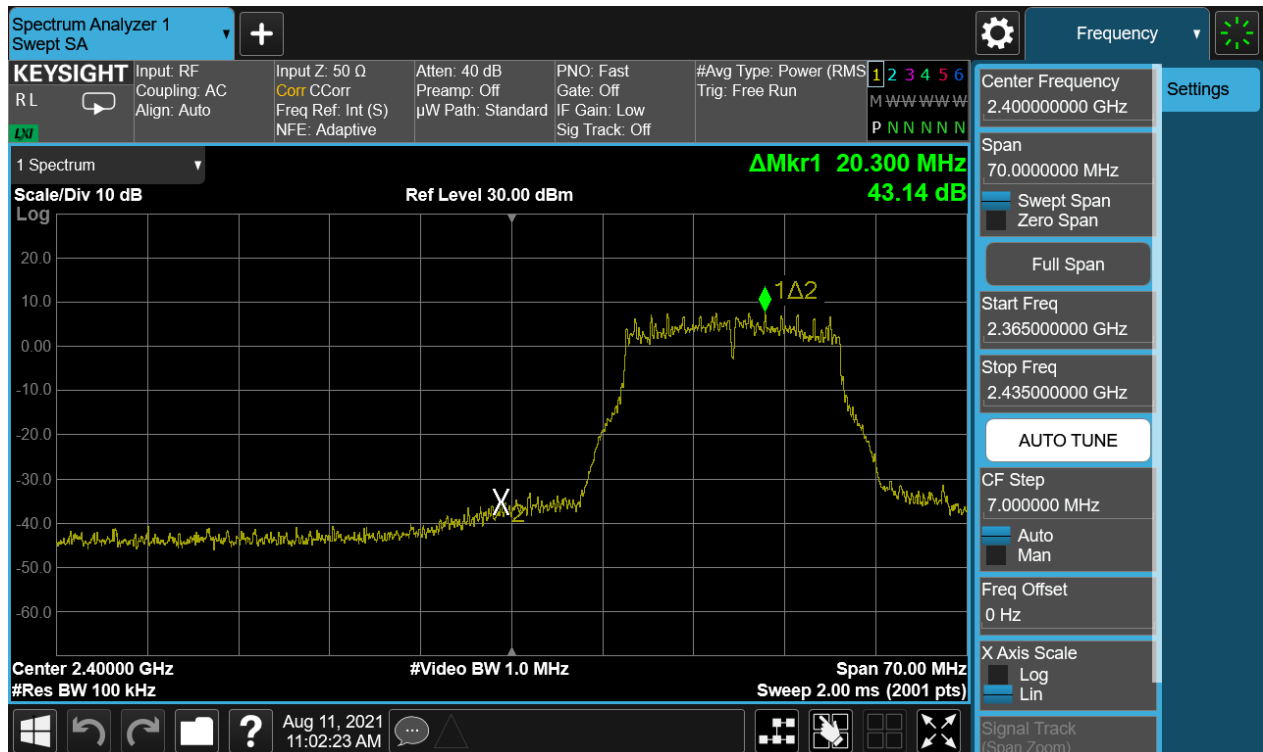 Spectrum Analyzer 1
Swept SA
+
Frequency
KEYSIGHT
R L
LXI
Input: RF
Coupling: AC
Align: Auto
Input Z: 50 Ω
Corr CCorr
Freq Ref: Int (S)
NFE: Adaptive
Atten: 40 dB
Preamp: Off
µW Path: Standard
PNO: Fast
Gate: Off
IF Gain: Low
Sig Track: Off
#Avg Type: Power (RMS
Trig: Free Run
1 2 3 4 5 6
M W W W W W
P N N N N N
1 Spectrum
Scale/Div 10 dB
Log
Ref Level 30.00 dBm
ΔMkr1 20.300 MHz
43.14 dB
20.0
10.0
0.00
-10.0
-20.0
-30.0
-40.0
-50.0
-60.0
1Δ2
X
2
Center 2.40000 GHz
#Res BW 100 kHz
#Video BW 1.0 MHz
Span 70.00 MHz
Sweep 2.00 ms (2001 pts)
Center Frequency
2.400000000 GHz
Span
70.0000000 MHz
Swept Span
Zero Span
Full Span
Start Freq
2.365000000 GHz
Stop Freq
2.435000000 GHz
AUTO TUNE
CF Step
7.000000 MHz
Auto
Man
Freq Offset
0 Hz
X Axis Scale
Log
Lin
Signal Track
(Span Zoom)
Settings
?
Aug 11, 2021
11:02:23 AM